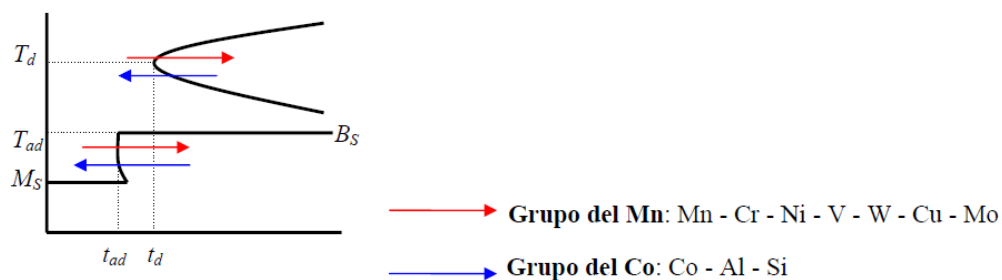 T_d
T_ad
B_S
M_S
t_ad t_d
Grupo del Mn: Mn - Cr - Ni - V - W - Cu - Mo
Grupo del Co: Co - Al - Si